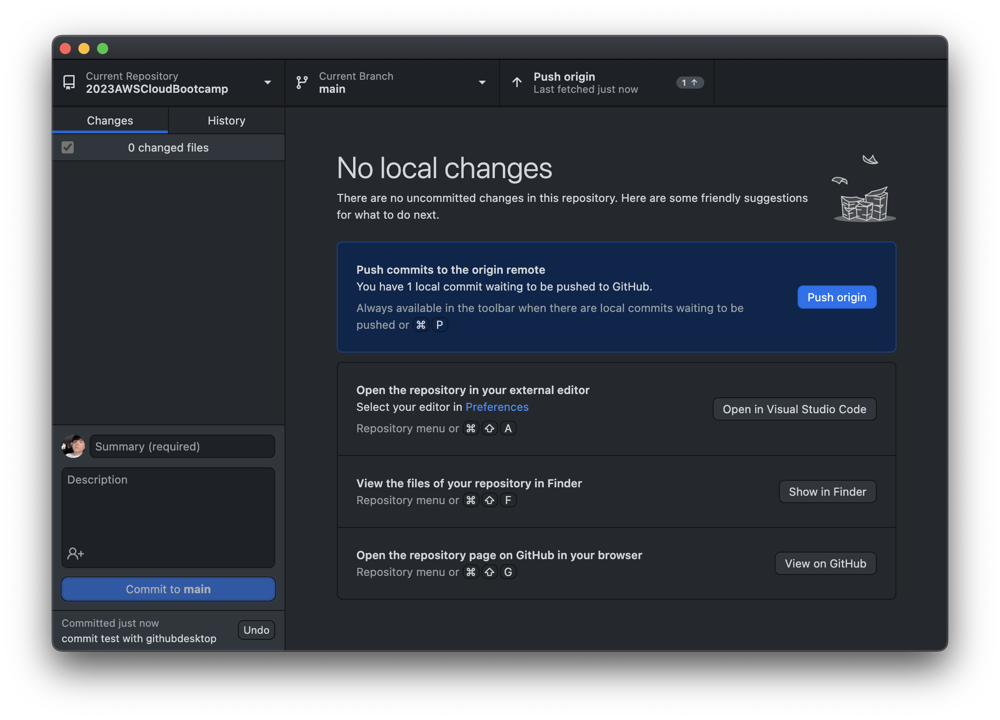 Current Repository
2023AWSCloudBootcamp
Current Branch
main
Push origin
Last fetched just now
1 ↑
Changes
History
0 changed files
No local changes
There are no uncommitted changes in this repository. Here are some friendly suggestions
for what to do next.
Push commits to the origin remote
You have 1 local commit waiting to be pushed to GitHub.
Always available in the toolbar when there are local commits waiting to be
pushed or ⌘ P
Push origin
Open the repository in your external editor
Select your editor in Preferences
Repository menu or ⌘ ⇧ A
Open in Visual Studio Code
View the files of your repository in Finder
Repository menu or ⌘ ⇧ F
Show in Finder
Open the repository page on GitHub in your browser
Repository menu or ⌘ ⇧ G
View on GitHub
Summary (required)
Description
Commit to main
Committed just now
commit test with githubdesktop
Undo